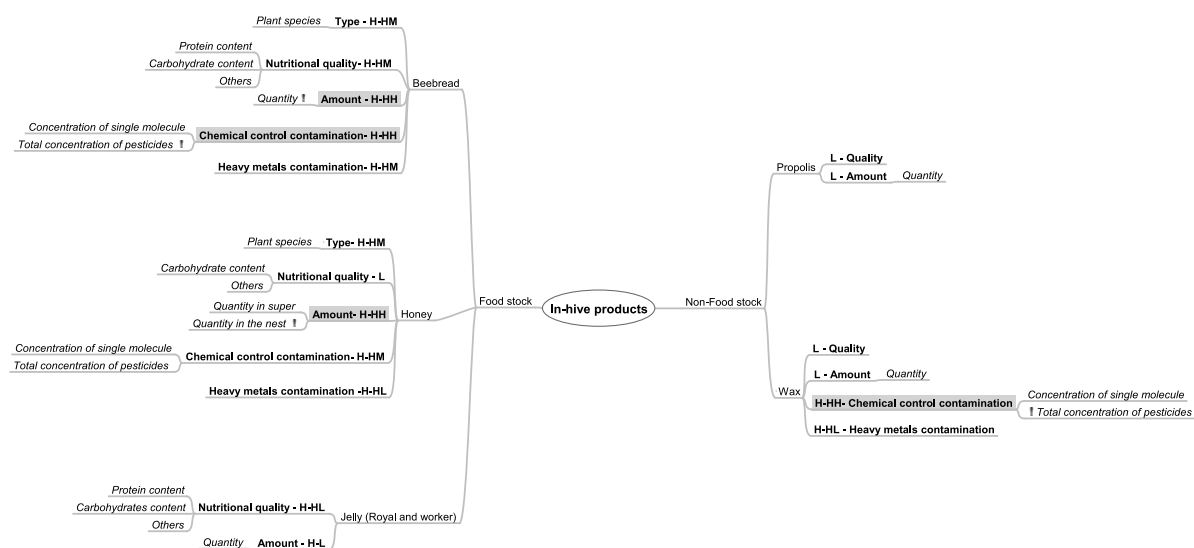 Plant species Type - H-HM
Protein content
Carbohydrate content Nutritional quality- H-HM
Others
Beebread
Quantity ! Amount - H-HH
Concentration of single molecule
Chemical control contamination- H-HH
Total concentration of pesticides !
Heavy metals contamination- H-HM
Plant species Type- H-HM
Carbohydrate content
Nutritional quality - L
Others
Quantity in super
Amount- H-HH
Quantity in the nest !
Honey
Concentration of single molecule
Chemical control contamination- H-HM
Total concentration of pesticides
Heavy metals contamination -H-HL
Protein content
Carbohydrates content Nutritional quality - H-HL
Others
Jelly (Royal and worker)
Quantity Amount - H-L
Food stock
In-hive products
Non-Food stock
Propolis
L - Quality
L - Amount Quantity
Wax
L - Quality
L - Amount Quantity
H-HH- Chemical control contamination
Concentration of single molecule
! Total concentration of pesticides
H-HL - Heavy metals contamination